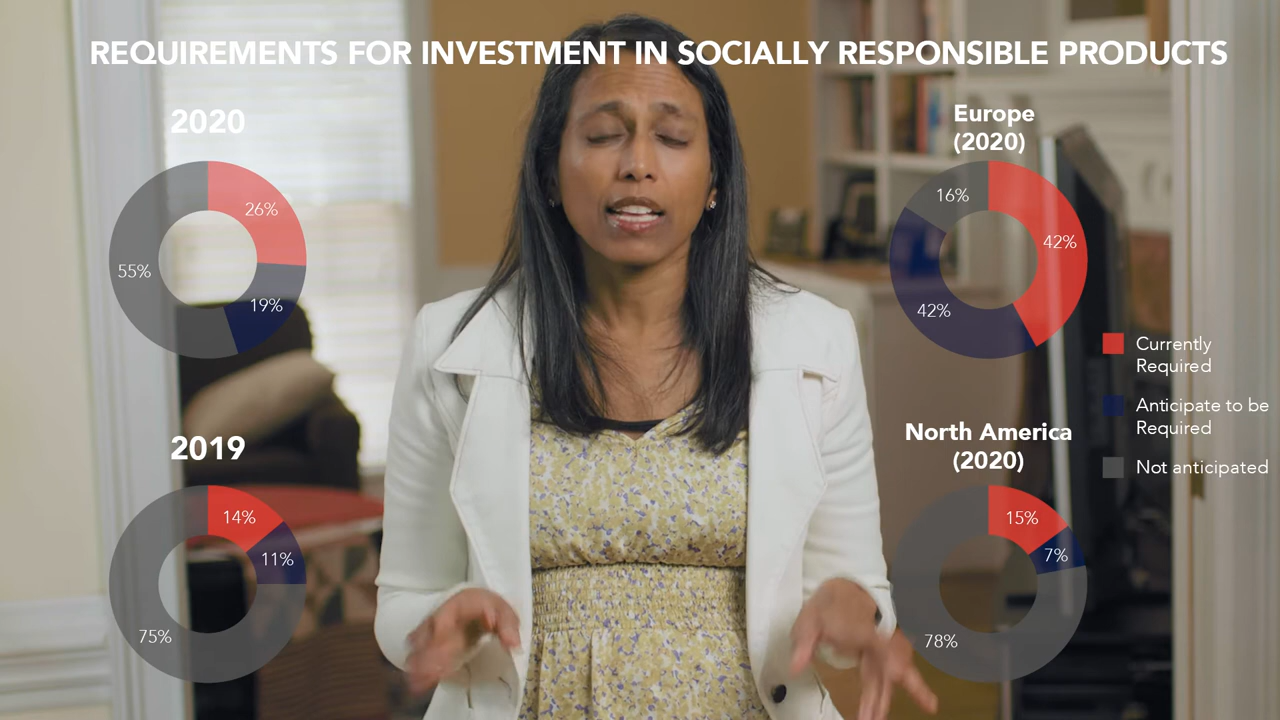 REQUIREMENTS FOR INVESTMENT IN SOCIALLY RESPONSIBLE PRODUCTS
2020
26%
55%
19%
2019
14%
11%
75%
Europe
(2020)
16%
42%
42%
North America
(2020)
15%
7%
78%
Currently
Required
Anticipate to be
Required
Not anticipated